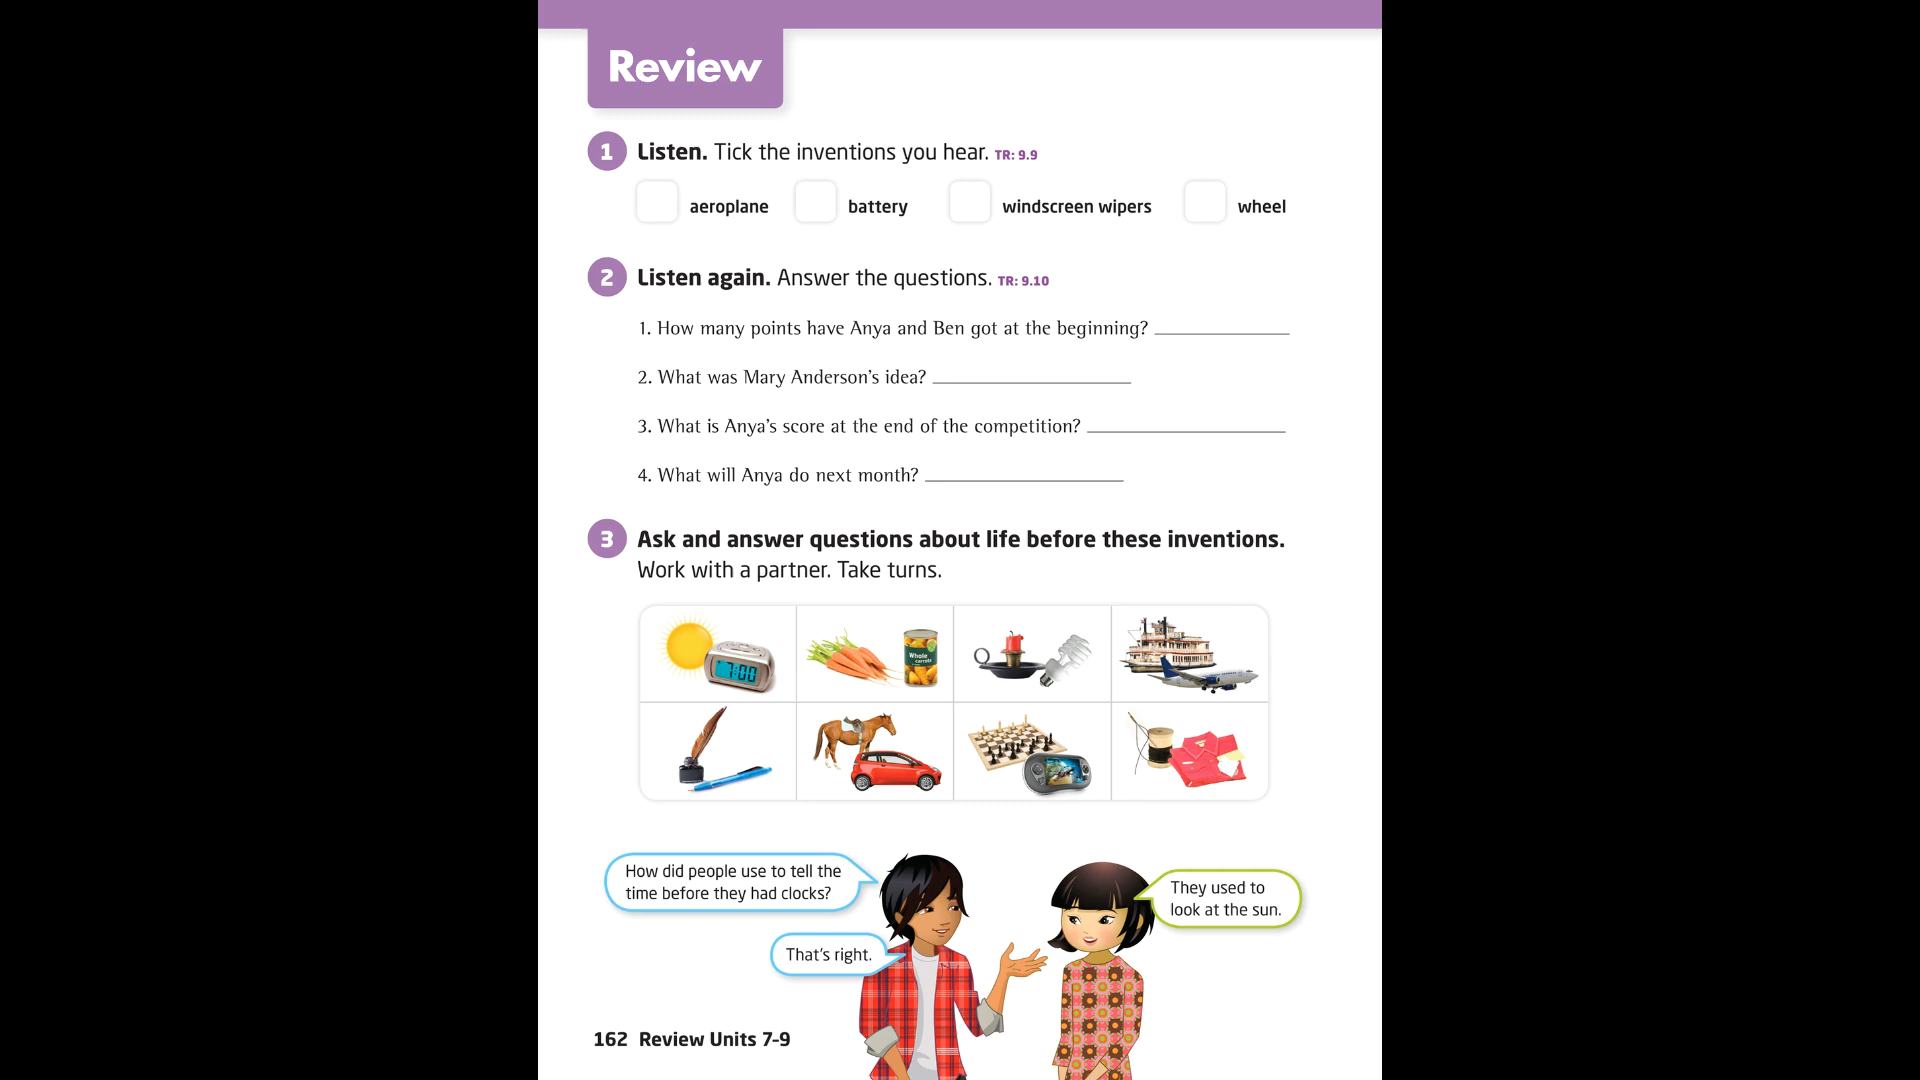 Review
1 Listen. Tick the inventions you hear. TR: 9.9
aeroplane battery windscreen wipers wheel
2 Listen again. Answer the questions. TR: 9.10
1. How many points have Anya and Ben got at the beginning?
2. What was Mary Anderson's idea?
3. What is Anya's score at the end of the competition?
4. What will Anya do next month?
3 Ask and answer questions about life before these inventions.
Work with a partner. Take turns.
7:00
Whole
carrots
How did people use to tell the
time before they had clocks?
They used to
look at the sun.
That's right.
162 Review Units 7-9